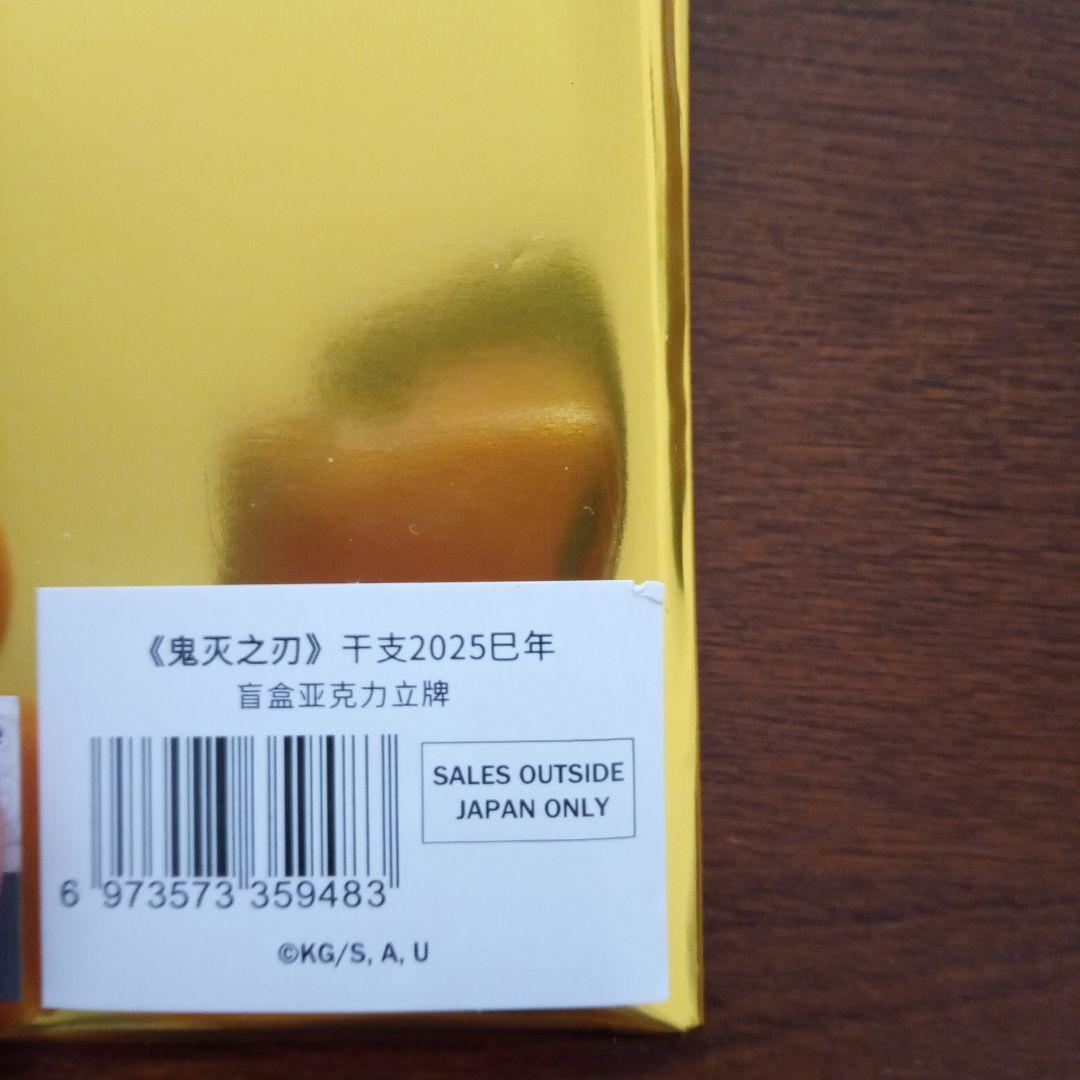 《鬼灭之刃》干支2025巳年
盲盒亚克力立牌
SALES OUTSIDE
JAPAN ONLY
6 973573 359483
©KG/S, A, U